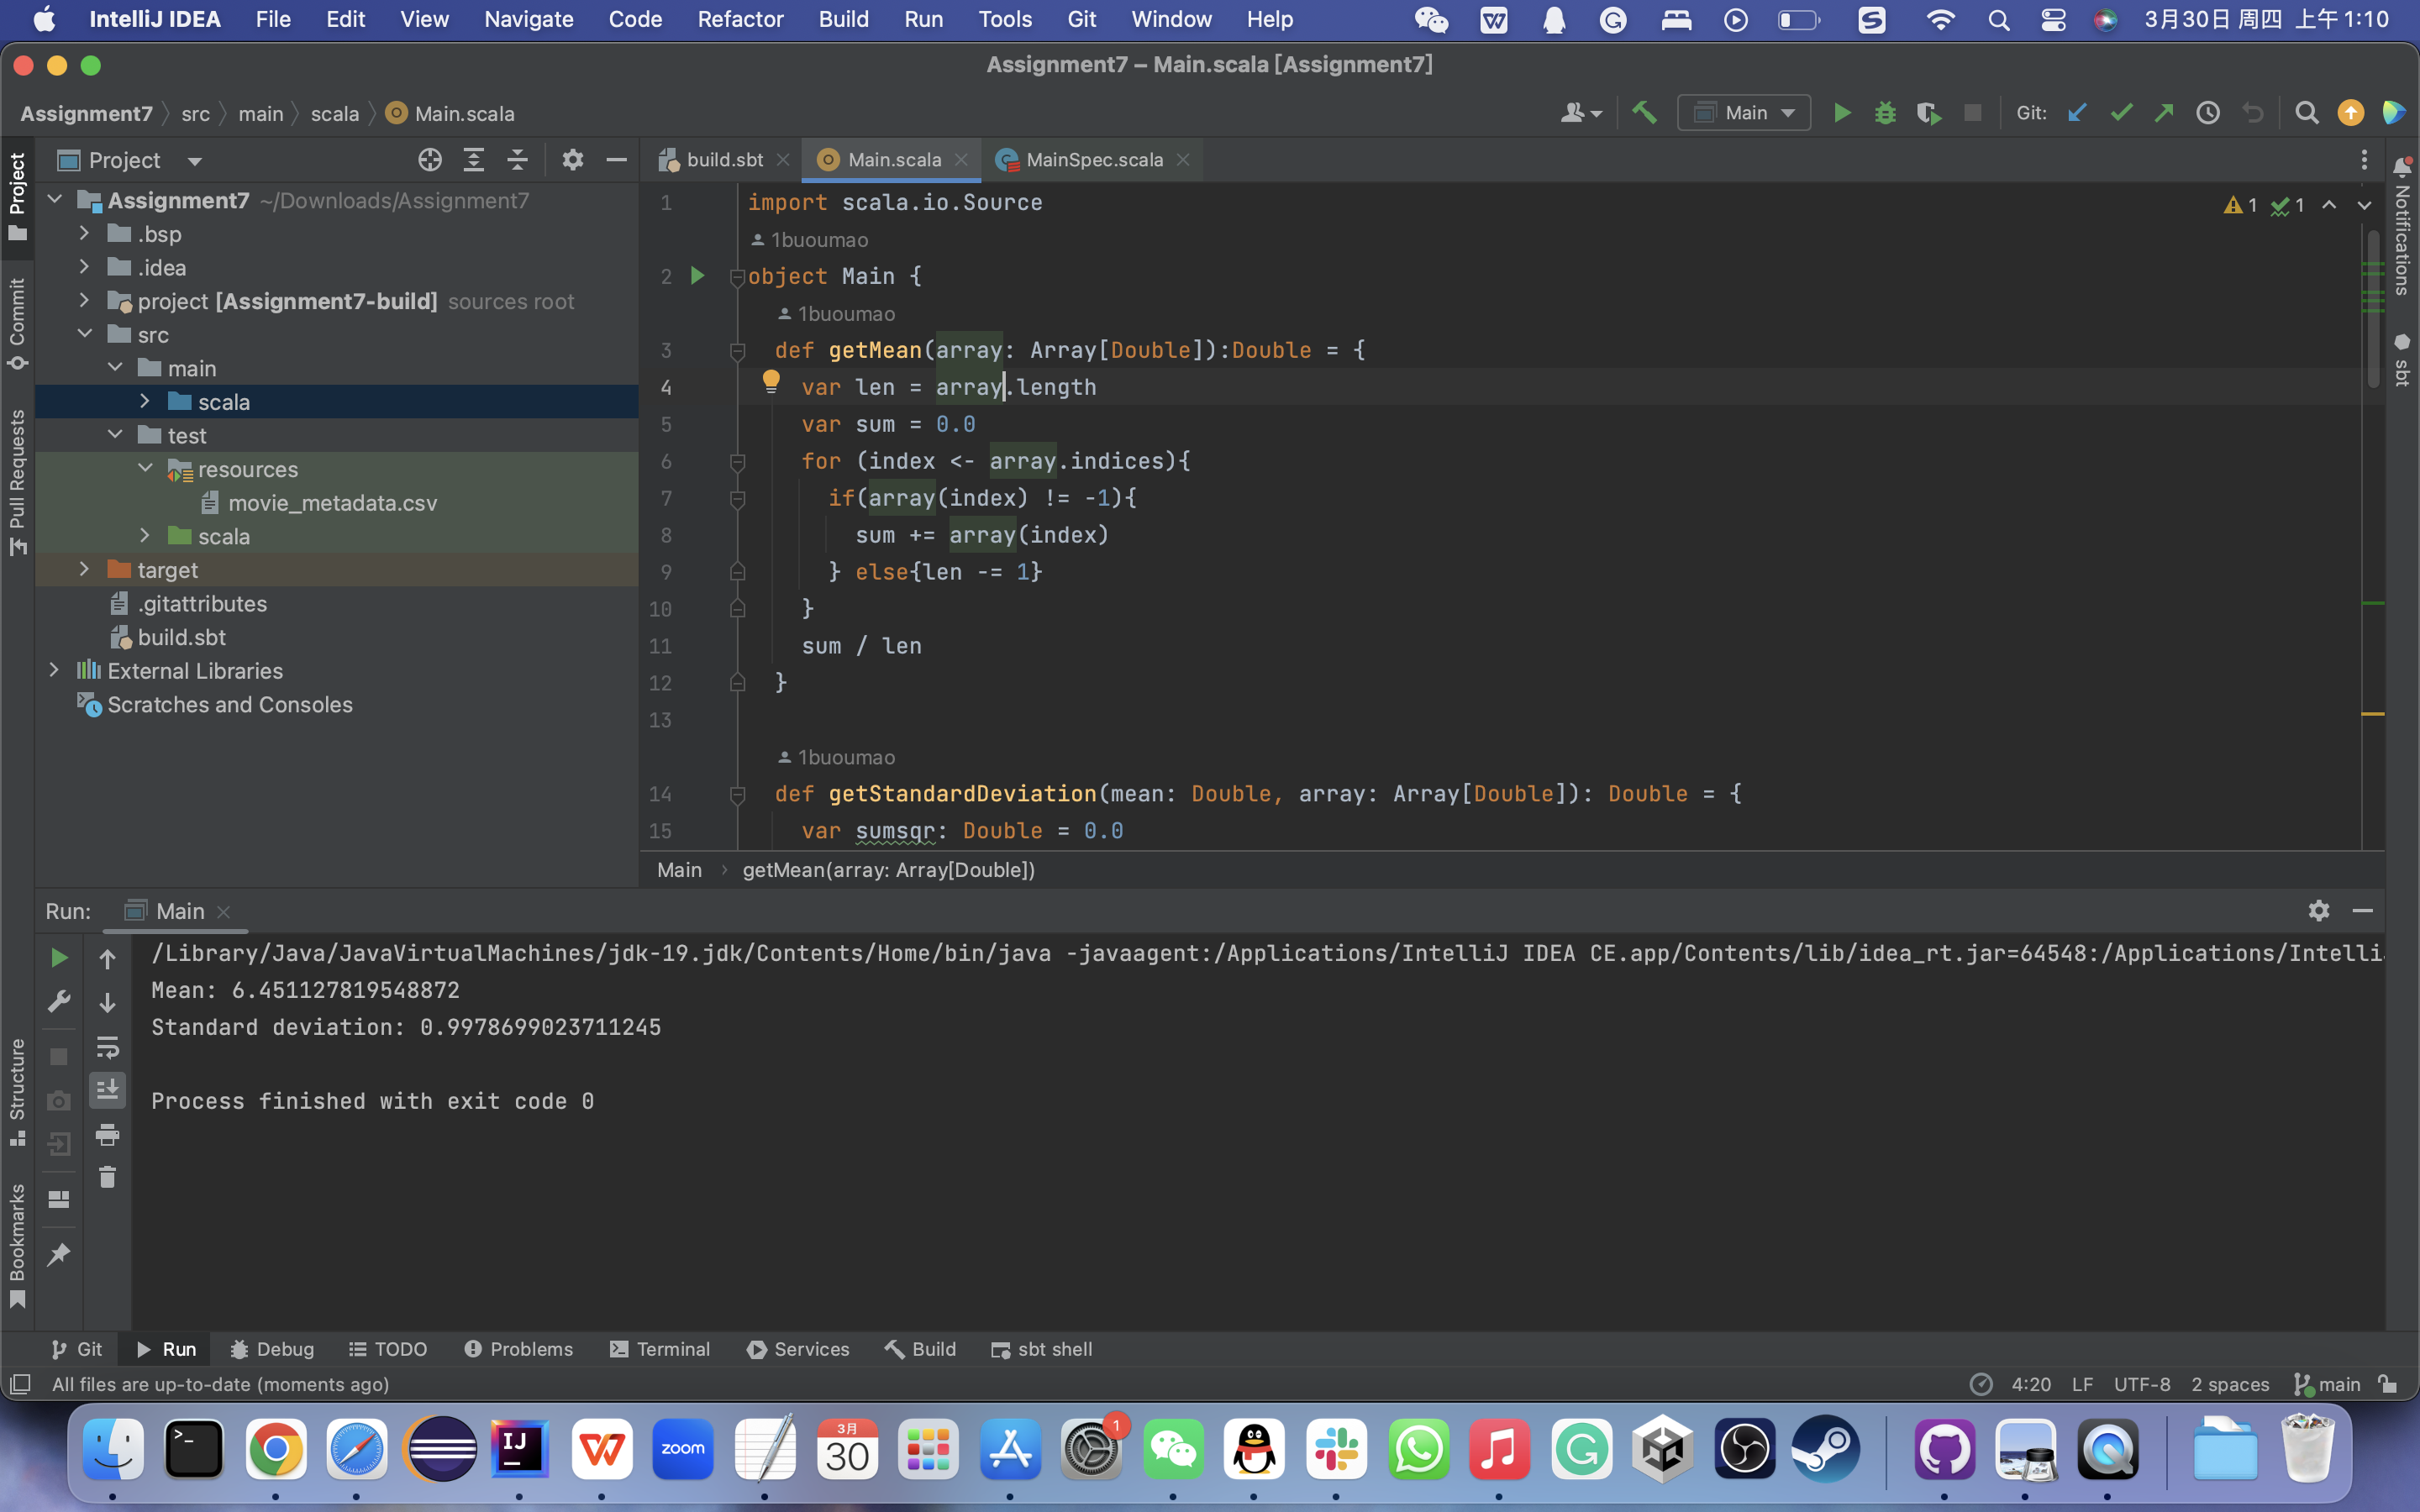 IntelliJ IDEA File Edit View Navigate Code Refactor Build Run Tools Git Window Help 3月30日 周四 上午 1:10
Assignment7 – Main.scala [Assignment7]
Assignment7 src main scala Main.scala
Main
Git:
Project
build.sbt
Main.scala
MainSpec.scala
Project
Commit
Pull Requests
Structure
Bookmarks
Notifications
sbt
Assignment7 ~/Downloads/Assignment7
.bsp
.idea
project [Assignment7-build] sources root
src
main
scala
test
resources
movie_metadata.csv
scala
target
.gitattributes
build.sbt
External Libraries
Scratches and Consoles
1 1
1 import scala.io.Source
1buoumao
2 object Main {
1buoumao
3 def getMean(array: Array[Double]):Double = {
4 var len = array.length
5 var sum = 0.0
6 for (index <- array.indices){
7 if(array(index) != -1){
8 sum += array(index)
9 } else{len -= 1}
10 }
11 sum / len
12 }
13
1buoumao
14 def getStandardDeviation(mean: Double, array: Array[Double]): Double = {
15 var sumsqr: Double = 0.0
Main getMean(array: Array[Double])
Run: Main
/Library/Java/JavaVirtualMachines/jdk-19.jdk/Contents/Home/bin/java -javaagent:/Applications/IntelliJ IDEA CE.app/Contents/lib/idea_rt.jar=64548:/Applications/Intelli
Mean: 6.451127819548872
Standard deviation: 0.9978699023711245
Process finished with exit code 0
Git Run Debug TODO Problems Terminal Services Build sbt shell
All files are up-to-date (moments ago) 4:20 LF UTF-8 2 spaces main
IJ
zoom
3月
30
1